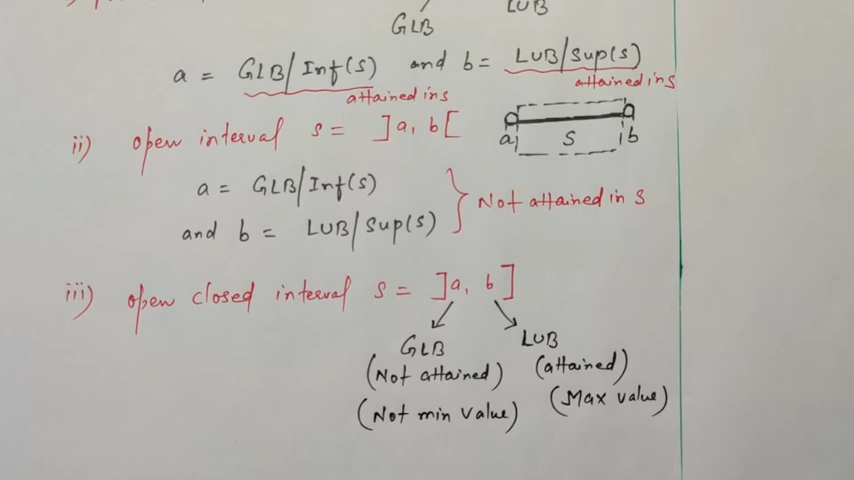 GLB LUB
a = GLB/Inf(s) and b = LUB/Sup(s)
attained in s attained in s
ii) open interval s = ]a, b[
a S b
a = GLB/Inf(s)
and b = LUB/Sup(s)
Not attained in s
iii) open closed interval s = ]a, b]
GLB LUB
(Not attained) (attained)
(Not min value) (Max value)